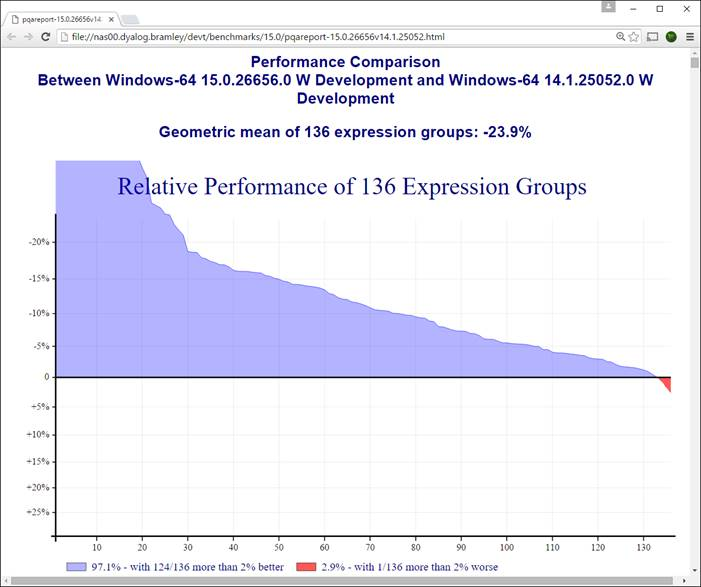 pqareport-15.0.26656v14
file://nas00.dyalog.bramley/devt/benchmarks/15.0/pqareport-15.0.26656v14.1.25052.html
Performance Comparison
Between Windows-64 15.0.26656.0 W Development and Windows-64 14.1.25052.0 W
Development
Geometric mean of 136 expression groups: -23.9%
Relative Performance of 136 Expression Groups
-20%
-15%
-10%
-5%
0
+5%
+10%
+15%
+20%
+25%
10 20 30 40 50 60 70 80 90 100 110 120 130
97.1% - with 124/136 more than 2% better 2.9% - with 1/136 more than 2% worse